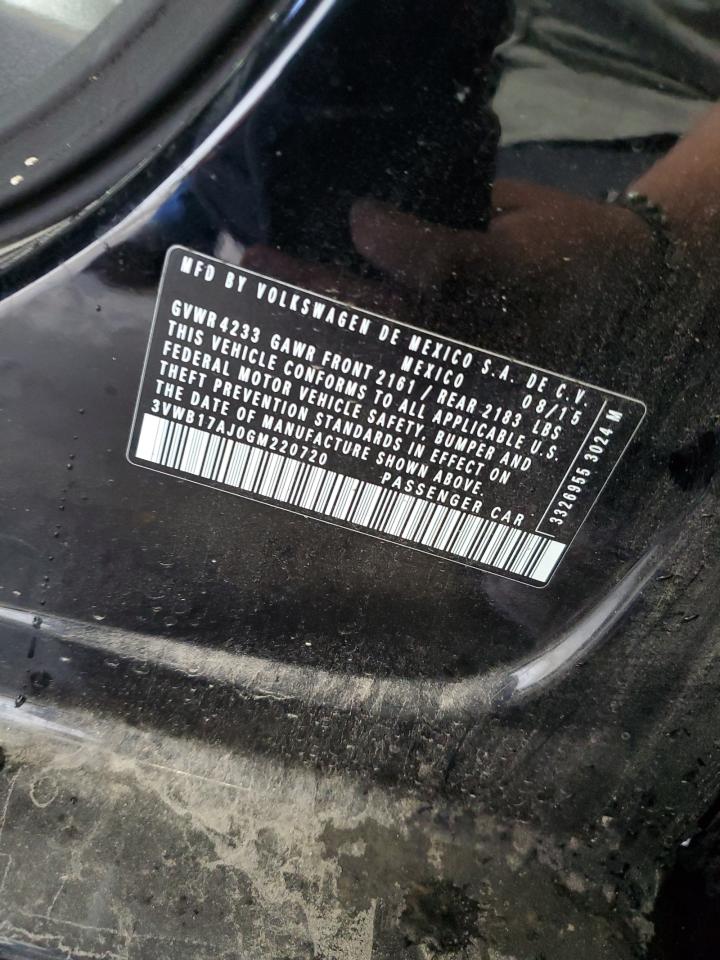 MFD BY VOLKSWAGEN DE MEXICO S.A. DE C.V.
MEXICO 08/15
GVWR 4233 GAWR FRONT 2161 / REAR 2183 LBS
THIS VEHICLE CONFORMS TO ALL APPLICABLE U.S.
FEDERAL MOTOR VEHICLE SAFETY, BUMPER AND
THEFT PREVENTION STANDARDS IN EFFECT ON
THE DATE OF MANUFACTURE SHOWN ABOVE.
3VWB17AJ0GM220720 PASSENGER CAR
3326955 3024 M